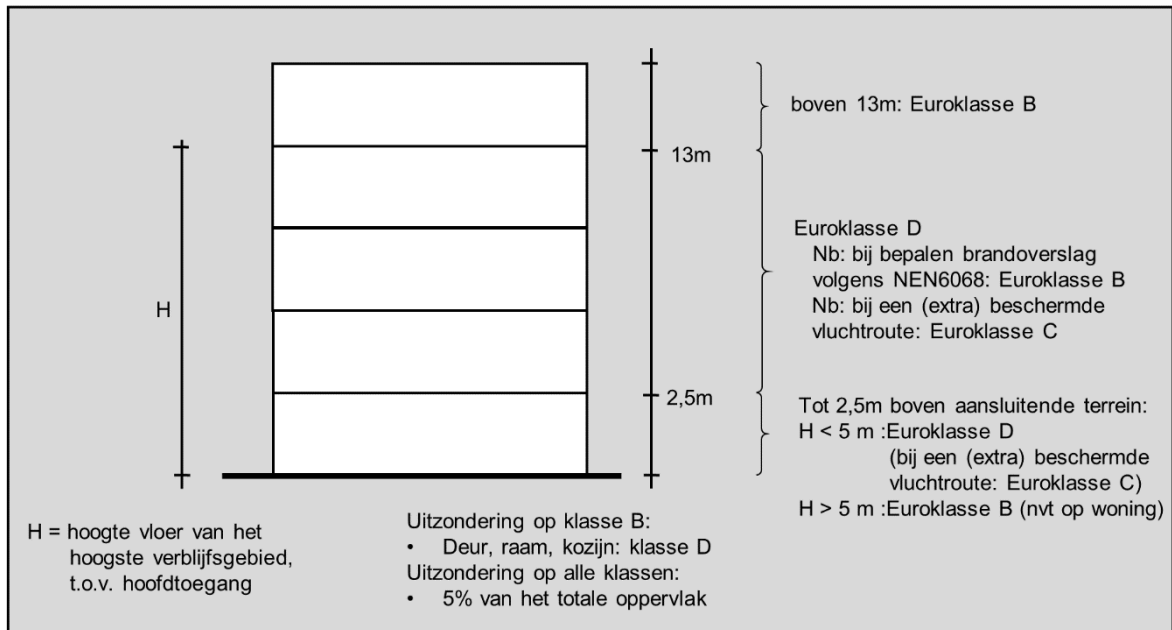 boven 13m: Euroklasse B
13m
Euroklasse D
Nb: bij bepalen brandoverslag
volgens NEN6068: Euroklasse B
Nb: bij een (extra) beschermde
vluchtroute: Euroklasse C
H
2,5m
Tot 2,5m boven aansluitende terrein:
H < 5 m :Euroklasse D
(bij een (extra) beschermde
vluchtroute: Euroklasse C)
H > 5 m :Euroklasse B (nvt op woning)
H = hoogte vloer van het
hoogste verblijfsgebied,
t.o.v. hoofdtoegang
Uitzondering op klasse B:
• Deur, raam, kozijn: klasse D
Uitzondering op alle klassen:
• 5% van het totale oppervlak